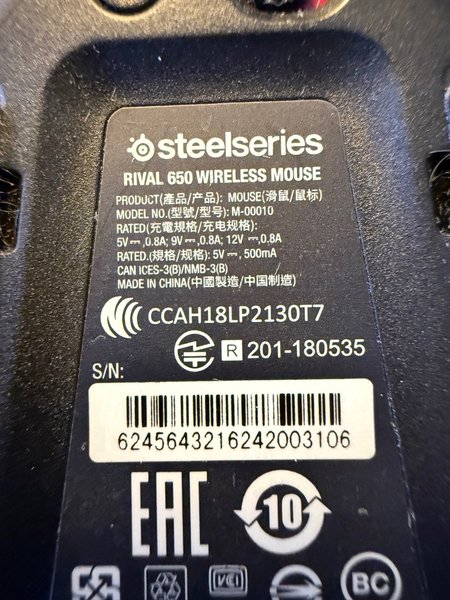 steelseries
RIVAL 650 WIRELESS MOUSE
PRODUCT(產品/产品): MOUSE(滑鼠/鼠标)
MODEL NO.(型號/型号): M-00010
RATED(充電規格/充电规格):
5V ⎓, 0.8A; 9V ⎓, 0.8A; 12V ⎓, 0.8A
RATED.(規格/规格): 5V ⎓, 500mA
CAN ICES-3(B)/NMB-3(B)
MADE IN CHINA(中國製造/中国制造)
CCAH18LP2130T7
R 201-180535
S/N:
6245643216242003106
EAC
10
VCI
BC